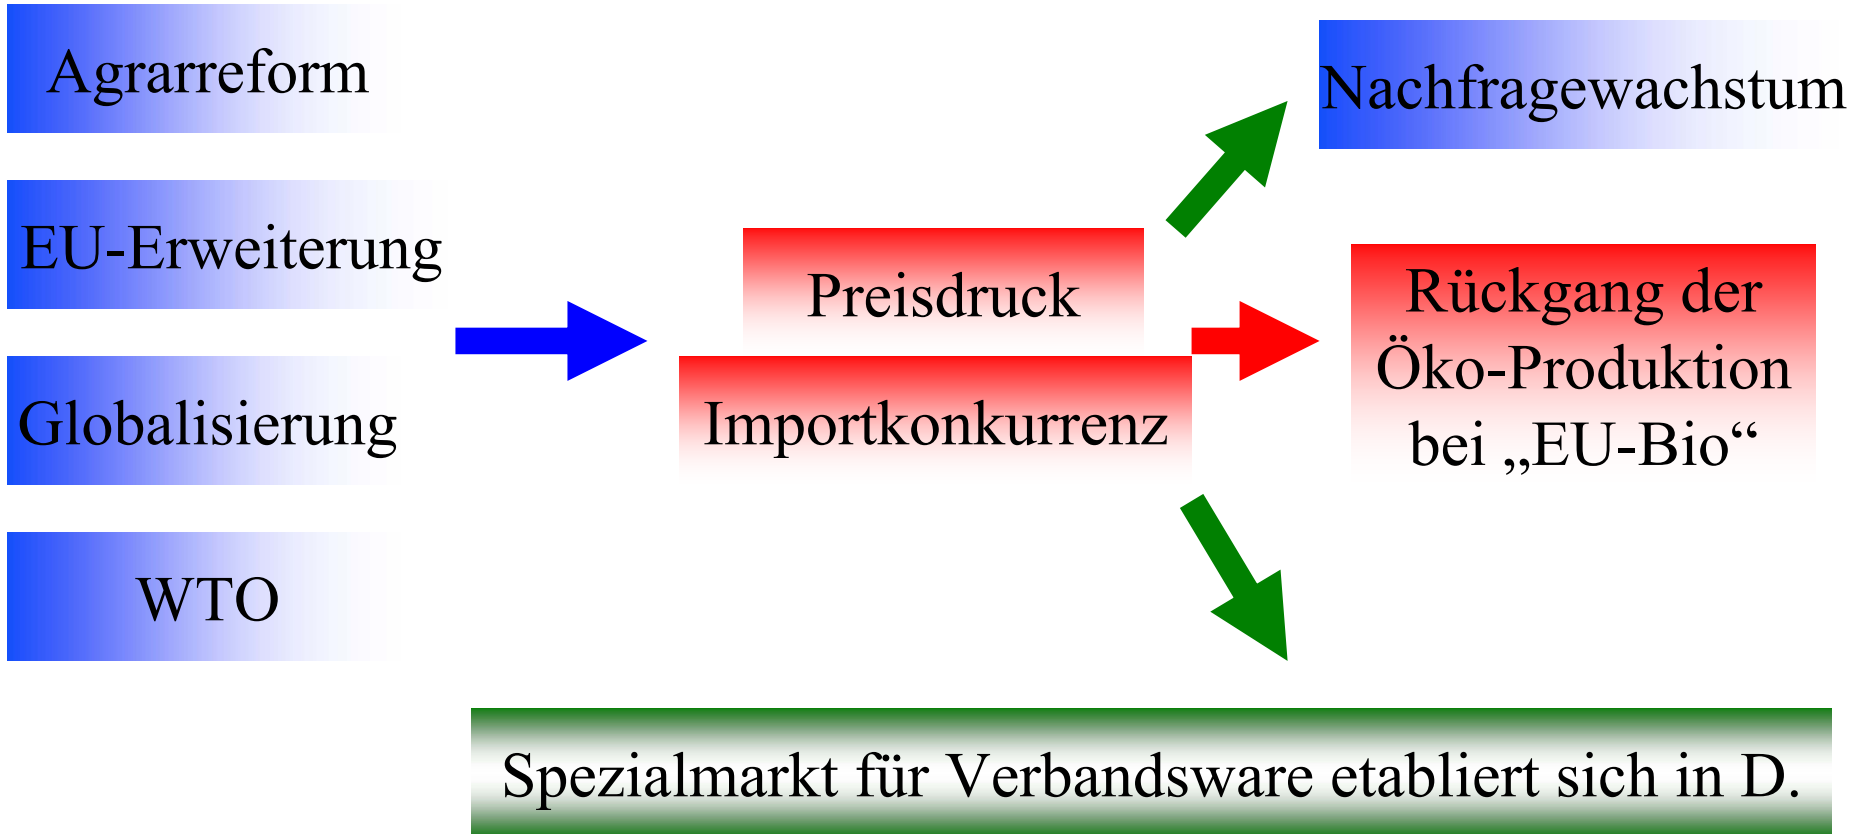 Agrarreform
EU-Erweiterung
Globalisierung
WTO
Preisdruck
Importkonkurrenz
Nachfragewachstum
Rückgang der
Öko-Produktion
bei „EU-Bio“
Spezialmarkt für Verbandsware etabliert sich in D.